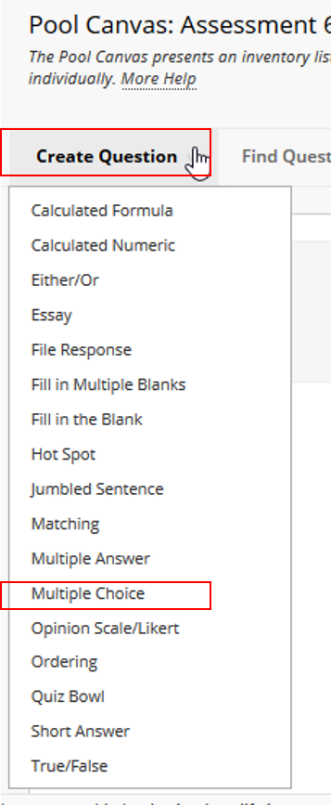 Pool Canvas: Assessment 6
The Pool Canvas presents an inventory list
individually. More Help
Create Question Find Quest
Calculated Formula
Calculated Numeric
Either/Or
Essay
File Response
Fill in Multiple Blanks
Fill in the Blank
Hot Spot
Jumbled Sentence
Matching
Multiple Answer
Multiple Choice
Opinion Scale/Likert
Ordering
Quiz Bowl
Short Answer
True/False